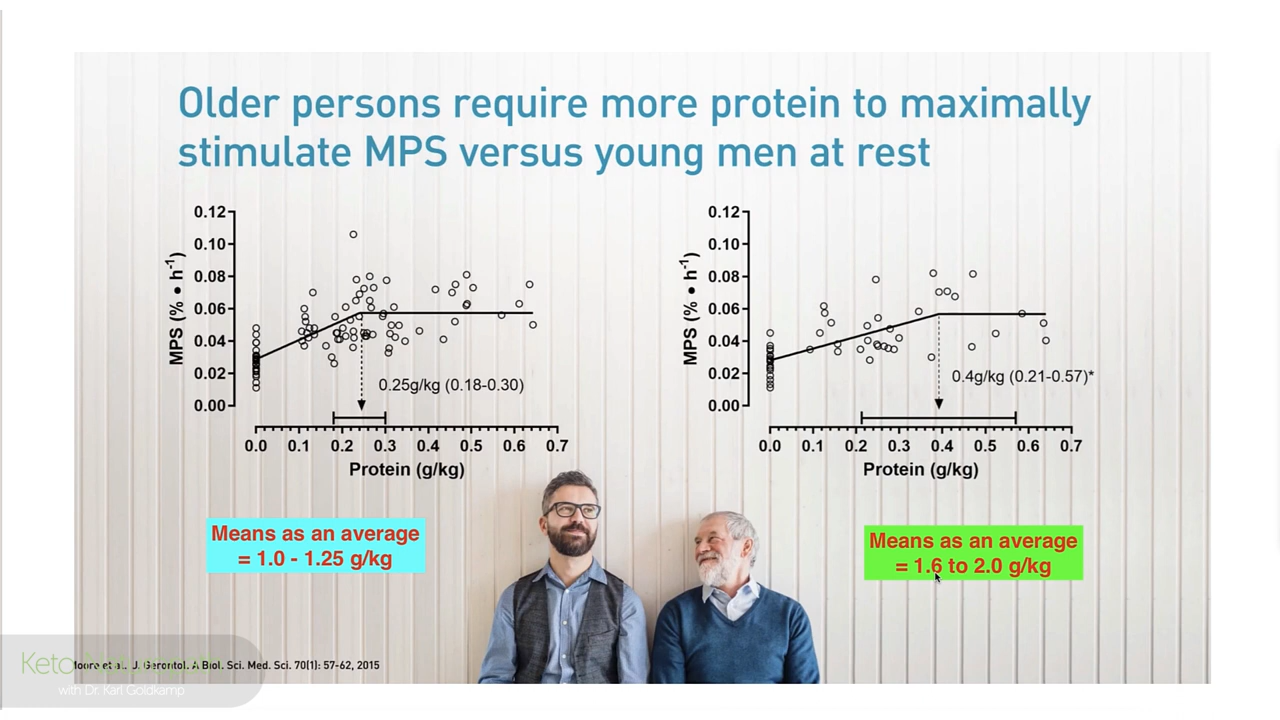 Older persons require more protein to maximally
stimulate MPS versus young men at rest
MPS (% • h⁻¹)
0.12
0.10
0.08
0.06
0.04
0.02
0.00
0.25g/kg (0.18-0.30)
0.0 0.1 0.2 0.3 0.4 0.5 0.6 0.7
Protein (g/kg)
MPS (% • h⁻¹)
0.12
0.10
0.08
0.06
0.04
0.02
0.00
0.4g/kg (0.21-0.57)*
0.0 0.1 0.2 0.3 0.4 0.5 0.6 0.7
Protein (g/kg)
Means as an average
= 1.0 - 1.25 g/kg
Means as an average
= 1.6 to 2.0 g/kg
et al. J. Gerontol. A Biol. Sci. Med. Sci. 70(1): 57-62, 2015
Keto
with Dr. Karl Goldkamp